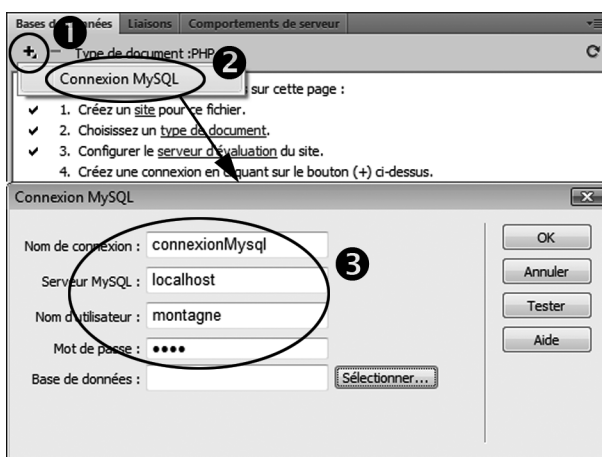 Bases de données Liaisons Comportements de serveur
1
+ − Type de document :PHP
2
Connexion MySQL
sur cette page :
✔ 1. Créez un site pour ce fichier.
✔ 2. Choisissez un type de document.
✔ 3. Configurer le serveur d'évaluation du site.
4. Créez une connexion en cliquant sur le bouton (+) ci-dessus.
Connexion MySQL
Nom de connexion : connexionMysql
3
Serveur MySQL : localhost
Nom d'utilisateur : montagne
Mot de passe : ••••
Base de données :
Sélectionner...
OK
Annuler
Tester
Aide